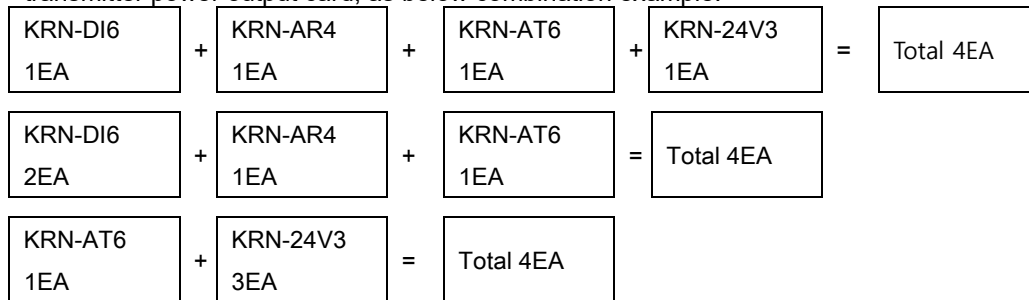 transmitter power output card, as below combination example.
KRN-DI6 + KRN-AR4 + KRN-AT6 + KRN-24V3 = Total 4EA
1EA 1EA 1EA 1EA
KRN-DI6 + KRN-AR4 + KRN-AT6 = Total 4EA
2EA 1EA 1EA
KRN-AT6 + KRN-24V3 = Total 4EA
1EA 3EA